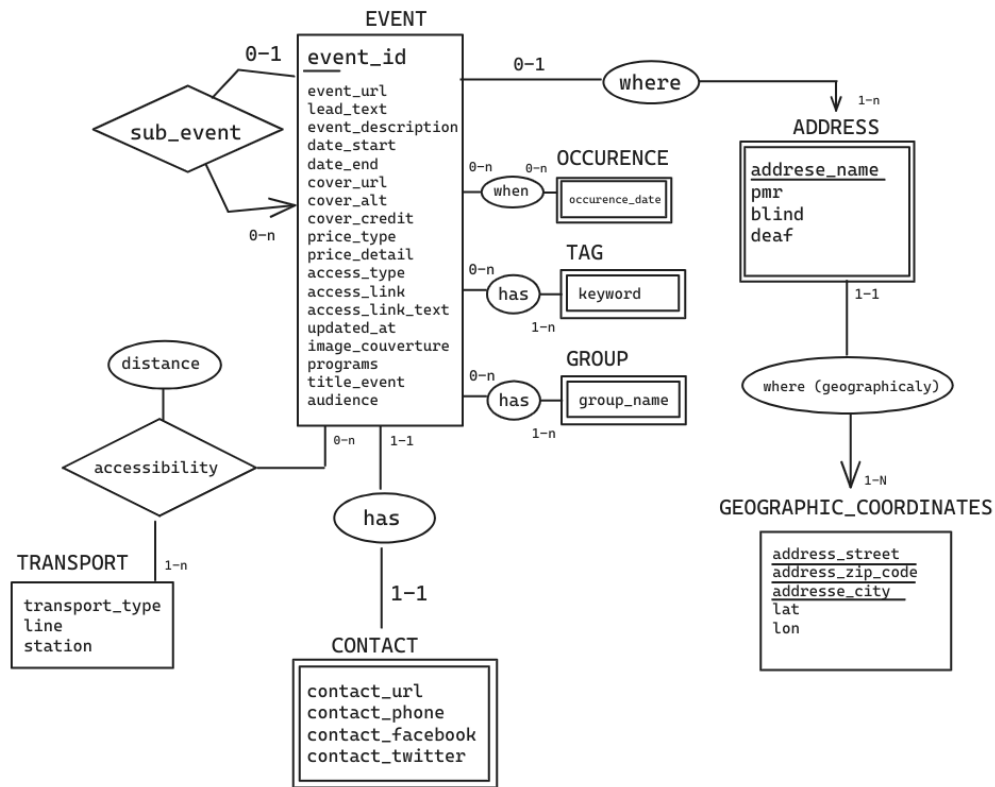 EVENT
event_id
event_url
lead_text
event_description
date_start
date_end
cover_url
cover_alt
cover_credit
price_type
price_detail
access_type
access_link
access_link_text
updated_at
image_couverture
programs
title_event
audience
0-1
sub_event
0-n
0-1
where
1-n
ADDRESS
addrese_name
pmr
blind
deaf
0-n
when
0-n
OCCURENCE
occurence_date
0-n
has
1-n
TAG
keyword
0-n
has
1-n
GROUP
group_name
1-1
where (geographicaly)
1-N
GEOGRAPHIC_COORDINATES
address_street
address_zip_code
addresse_city
lat
lon
distance
accessibility
0-n
1-n
TRANSPORT
transport_type
line
station
1-1
has
1-1
CONTACT
contact_url
contact_phone
contact_facebook
contact_twitter